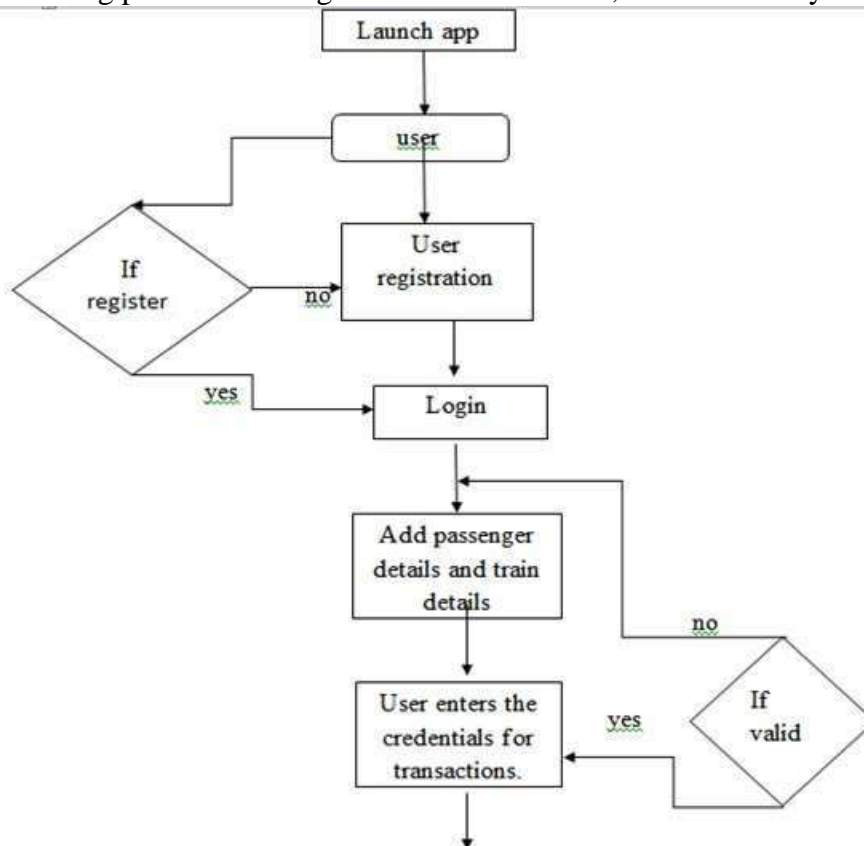 Launch app
user
If
register
no
User
registration
yes
Login
Add passenger
details and train
details
no
If
valid
yes
User enters the
credentials for
transactions.